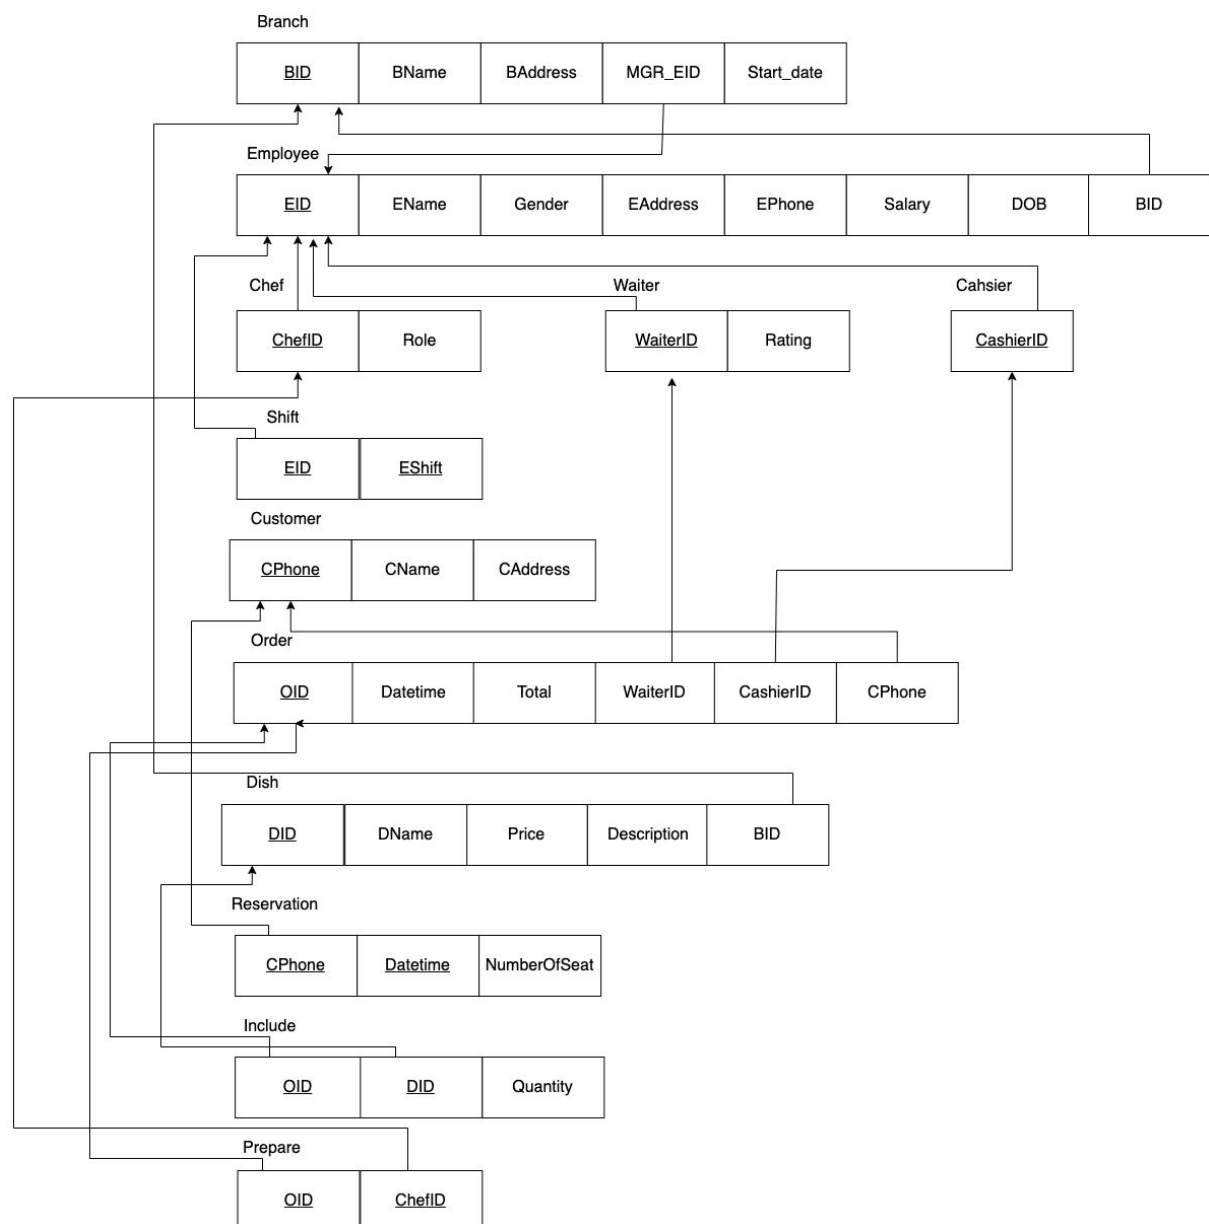 Branch
BID BName BAddress MGR_EID Start_date
Employee
EID EName Gender EAddress EPhone Salary DOB BID
Chef Waiter Cahsier
ChefID Role WaiterID Rating CashierID
Shift
EID EShift
Customer
CPhone CName CAddress
Order
OID Datetime Total WaiterID CashierID CPhone
Dish
DID DName Price Description BID
Reservation
CPhone Datetime NumberOfSeat
Include
OID DID Quantity
Prepare
OID ChefID